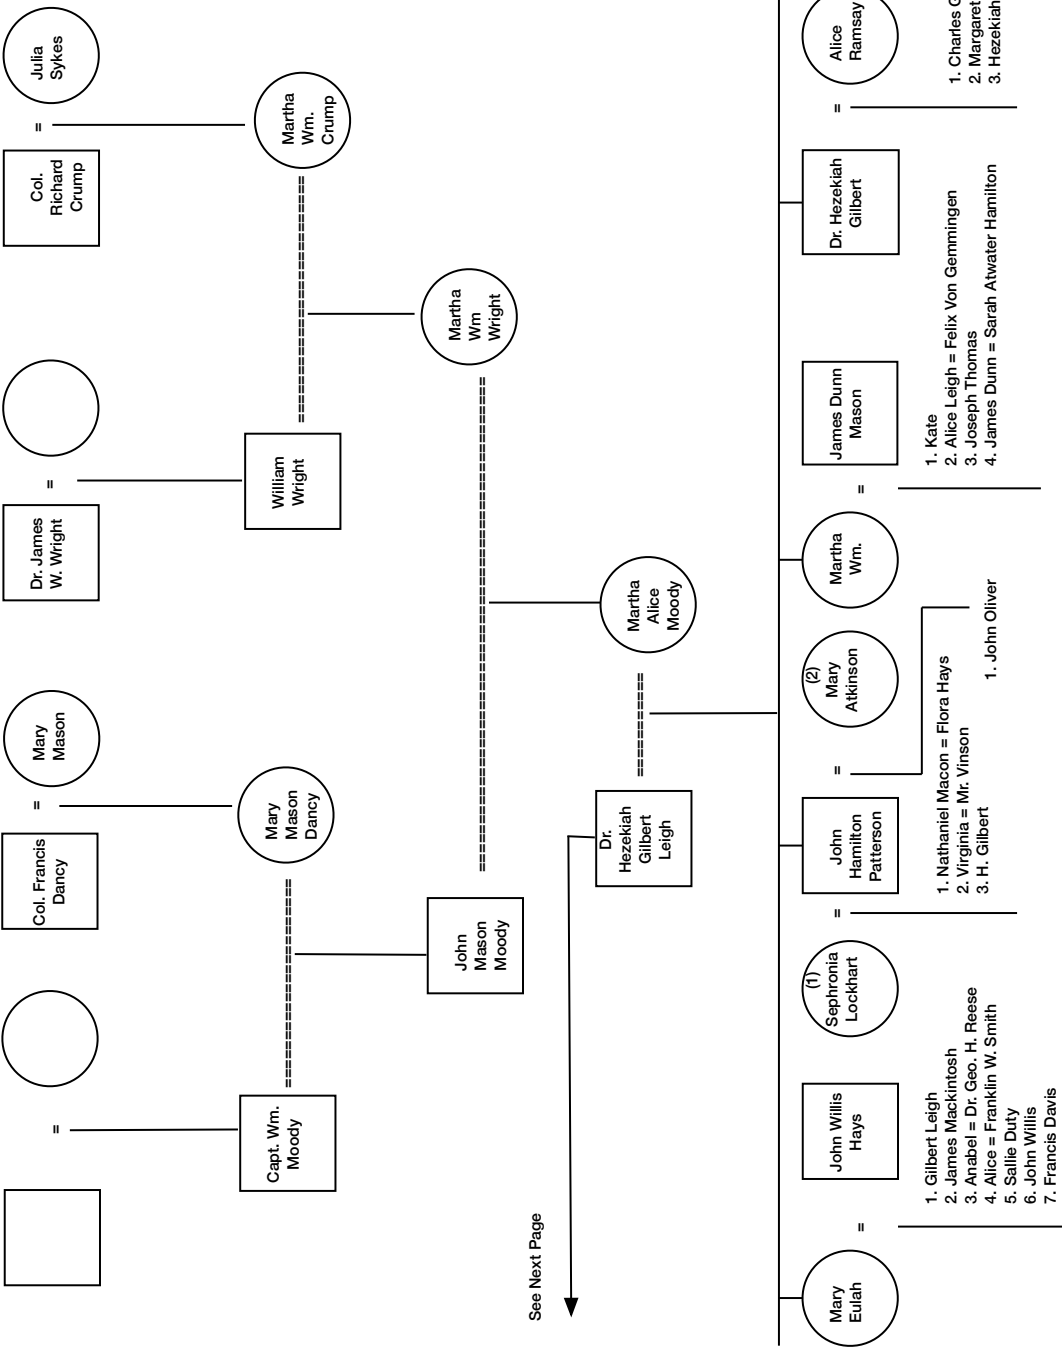 =
Col. Francis
Dancy
=
Mary
Mason
Dr. James
W. Wright
=
Col.
Richard
Crump
=
Julia
Sykes
Capt. Wm.
Moody
Mary
Mason
Dancy
William
Wright
Martha
Wm.
Crump
John
Mason
Moody
Martha
Wm
Wright
See Next Page
Dr.
Hezekiah
Gilbert
Leigh
Martha
Alice
Moody
Mary
Eulah
=
John Willis
Hays
1. Gilbert Leigh
2. James Mackintosh
3. Anabel = Dr. Geo. H. Reese
4. Alice = Franklin W. Smith
5. Sallie Duty
6. John Willis
7. Francis Davis
(1)
Sephronia
Lockhart
=
John
Hamilton
Patterson
=
(2)
Mary
Atkinson
1. Nathaniel Macon = Flora Hays
2. Virginia = Mr. Vinson
3. H. Gilbert
1. John Oliver
Martha
Wm.
=
James Dunn
Mason
1. Kate
2. Alice Leigh = Felix Von Gemmingen
3. Joseph Thomas
4. James Dunn = Sarah Atwater Hamilton
Dr. Hezekiah
Gilbert
=
Alice
Ramsay
1. Charles G
2. Margaret
3. Hezekiah